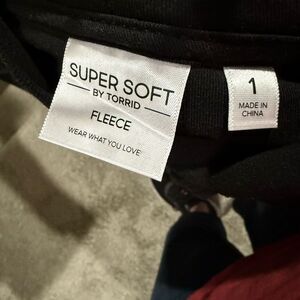 SUPER SOFT
BY TORRID
FLEECE
WEAR WHAT YOU LOVE
1
MADE IN
CHINA